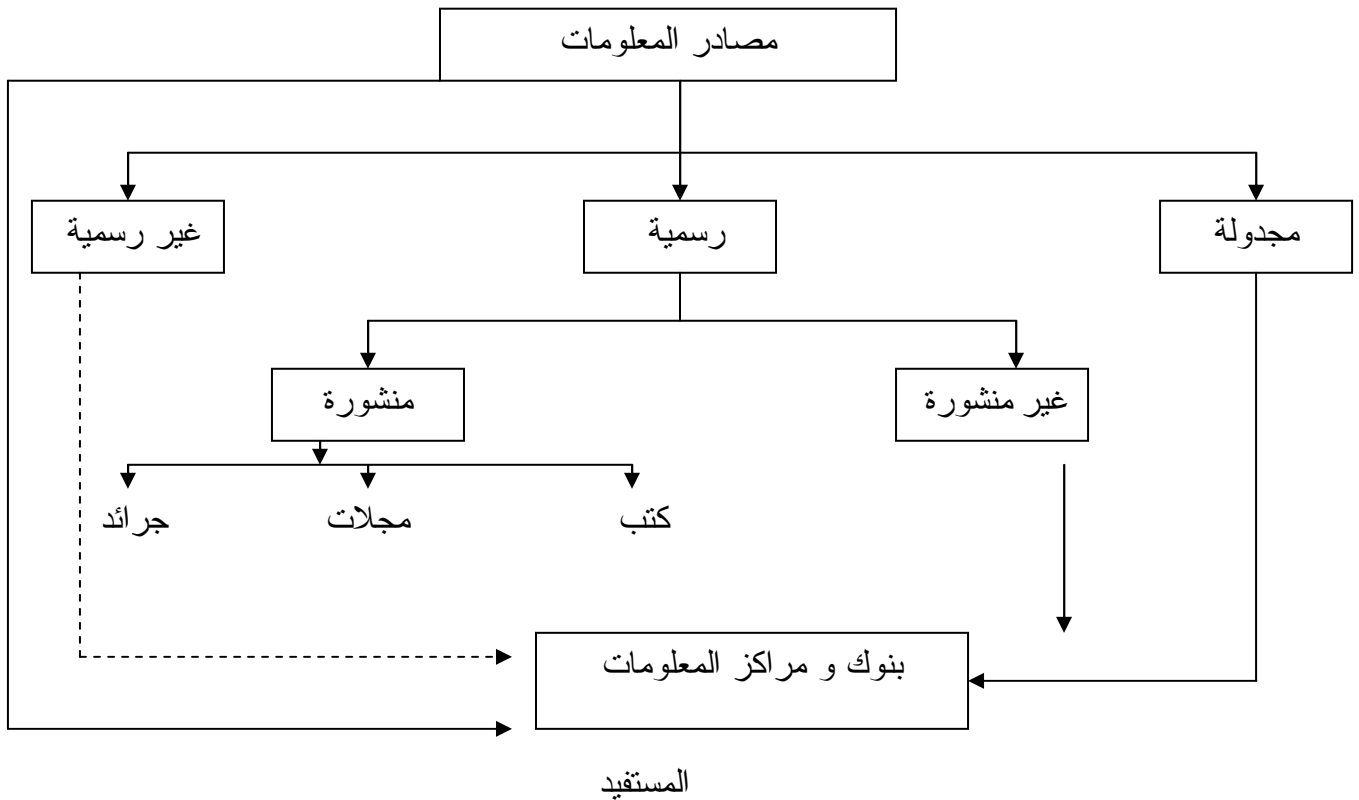 مصادر المعلومات
مجدولة
رسمية
غير رسمية
غير منشورة
منشورة
كتب
مجلات
جرائد
بنوك و مراكز المعلومات
المستفيد